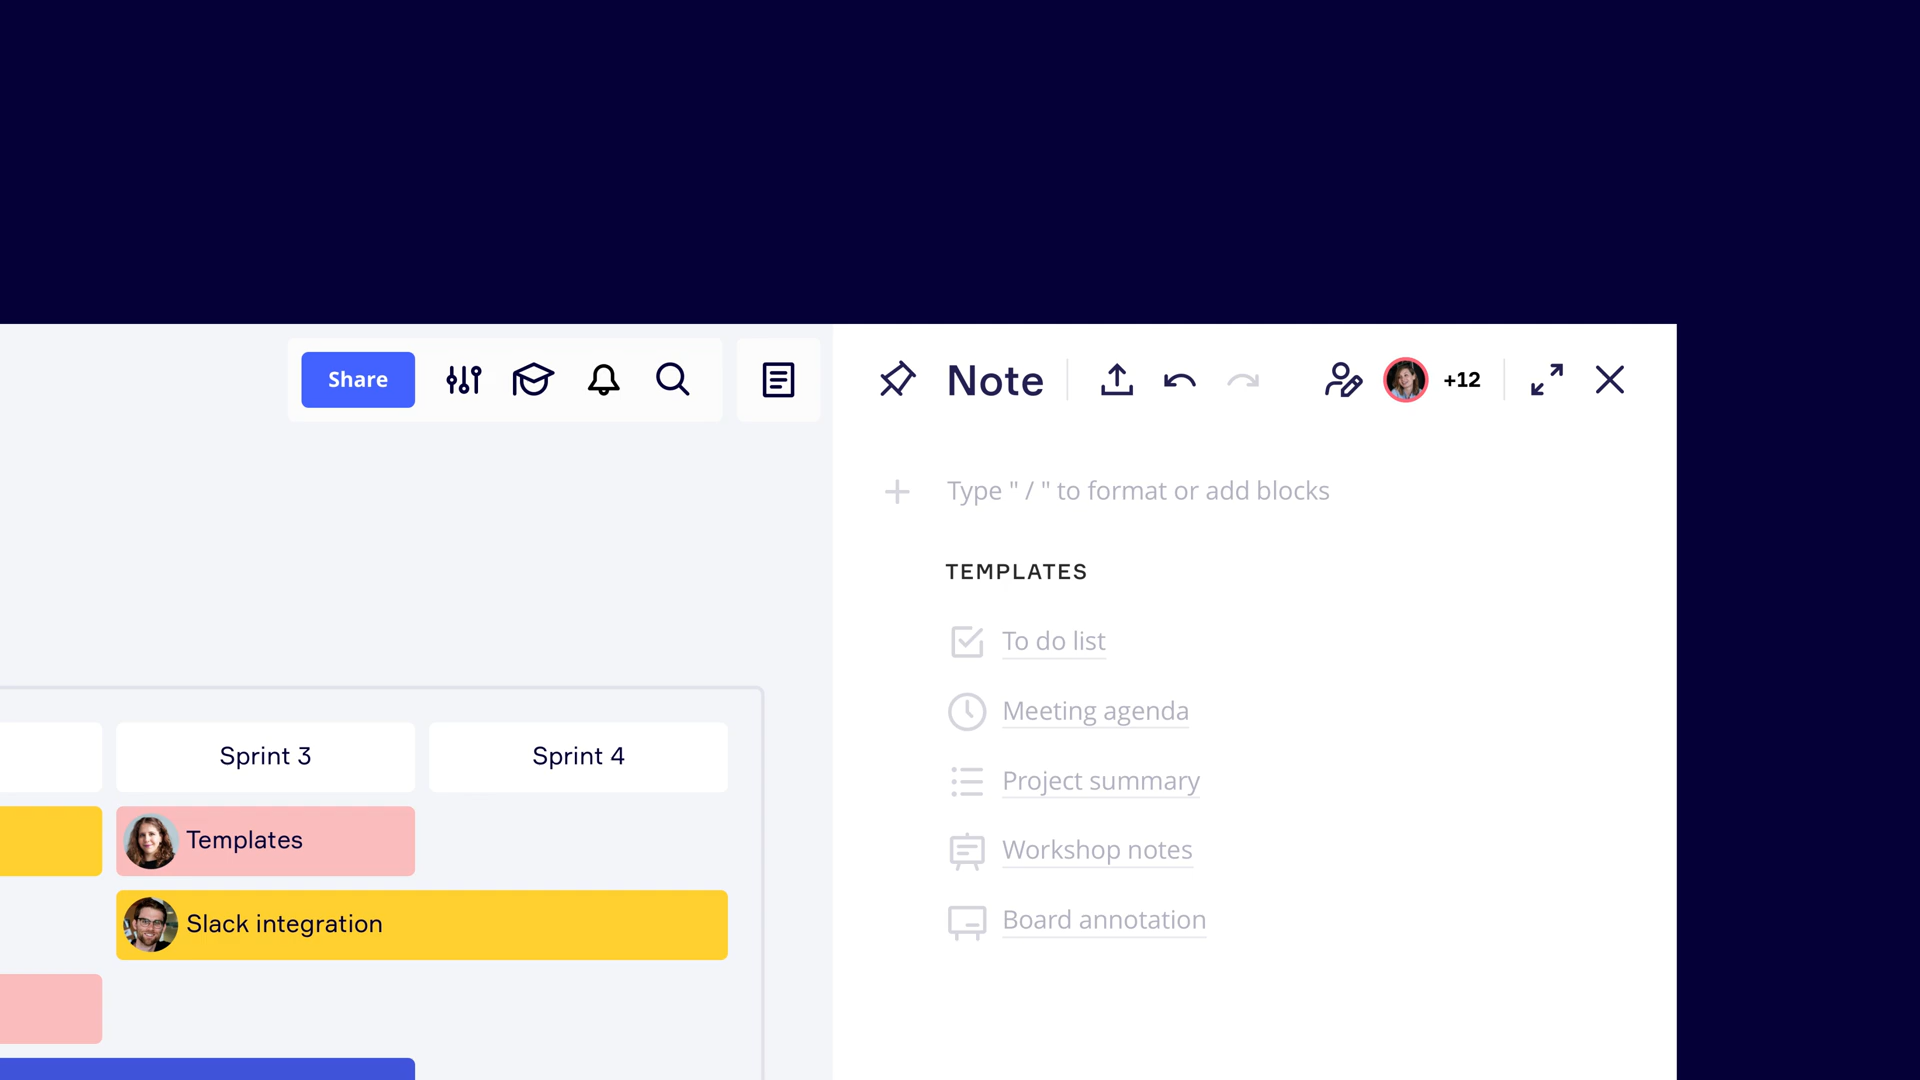 Share
Note
+12
Type " / " to format or add blocks
TEMPLATES
To do list
Meeting agenda
Project summary
Workshop notes
Board annotation
Sprint 3
Sprint 4
Templates
Slack integration